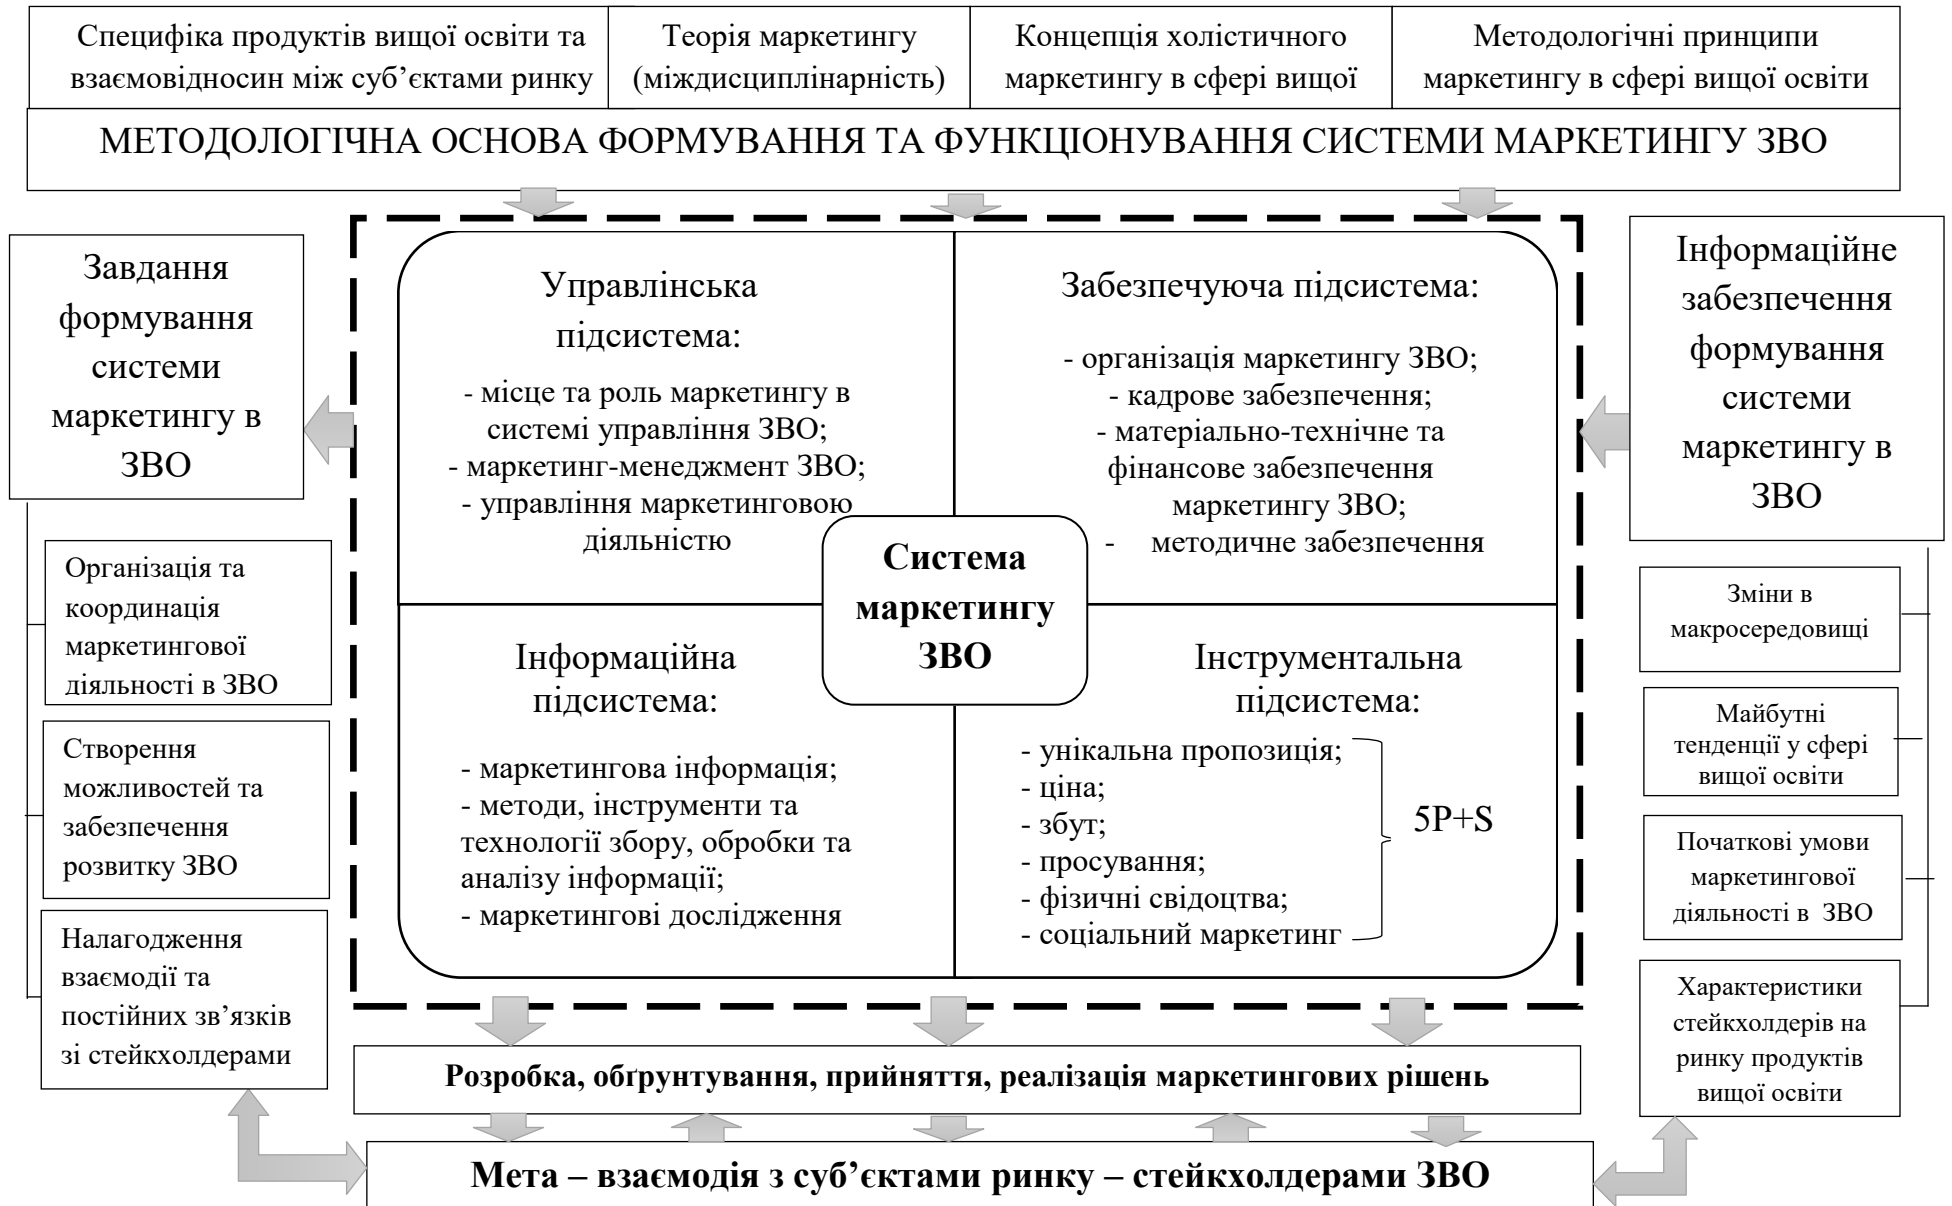 Специфіка продуктів вищої освіти та
взаємовідносин між суб’єктами ринку
Теорія маркетингу
(міждисциплінарність)
Концепція холістичного
маркетингу в сфері вищої
Методологічні принципи
маркетингу в сфері вищої освіти
МЕТОДОЛОГІЧНА ОСНОВА ФОРМУВАННЯ ТА ФУНКЦІОНУВАННЯ СИСТЕМИ МАРКЕТИНГУ ЗВО
Завдання
формування
системи
маркетингу в
ЗВО
Організація та
координація
маркетингової
діяльності в ЗВО
Створення
можливостей та
забезпечення
розвитку ЗВО
Налагодження
взаємодії та
постійних зв’язків
зі стейкхолдерами
Управлінська
підсистема:
- місце та роль маркетингу в
системі управління ЗВО;
- маркетинг-менеджмент ЗВО;
- управління маркетинговою
діяльністю
Забезпечуюча підсистема:
- організація маркетингу ЗВО;
- кадрове забезпечення;
- матеріально-технічне та
фінансове забезпечення
маркетингу ЗВО;
- методичне забезпечення
Система
маркетингу
ЗВО
Інформаційна
підсистема:
- маркетингова інформація;
- методи, інструменти та
технології збору, обробки та
аналізу інформації;
- маркетингові дослідження
Інструментальна
підсистема:
- унікальна пропозиція;
- ціна;
- збут;
- просування;
- фізичні свідоцтва;
- соціальний маркетинг
5P+S
Інформаційне
забезпечення
формування
системи
маркетингу в
ЗВО
Зміни в
макросередовищі
Майбутні
тенденції у сфері
вищої освіти
Початкові умови
маркетингової
діяльності в ЗВО
Характеристики
стейкхолдерів на
ринку продуктів
вищої освіти
Розробка, обґрунтування, прийняття, реалізація маркетингових рішень
Мета – взаємодія з суб’єктами ринку – стейкхолдерами ЗВО